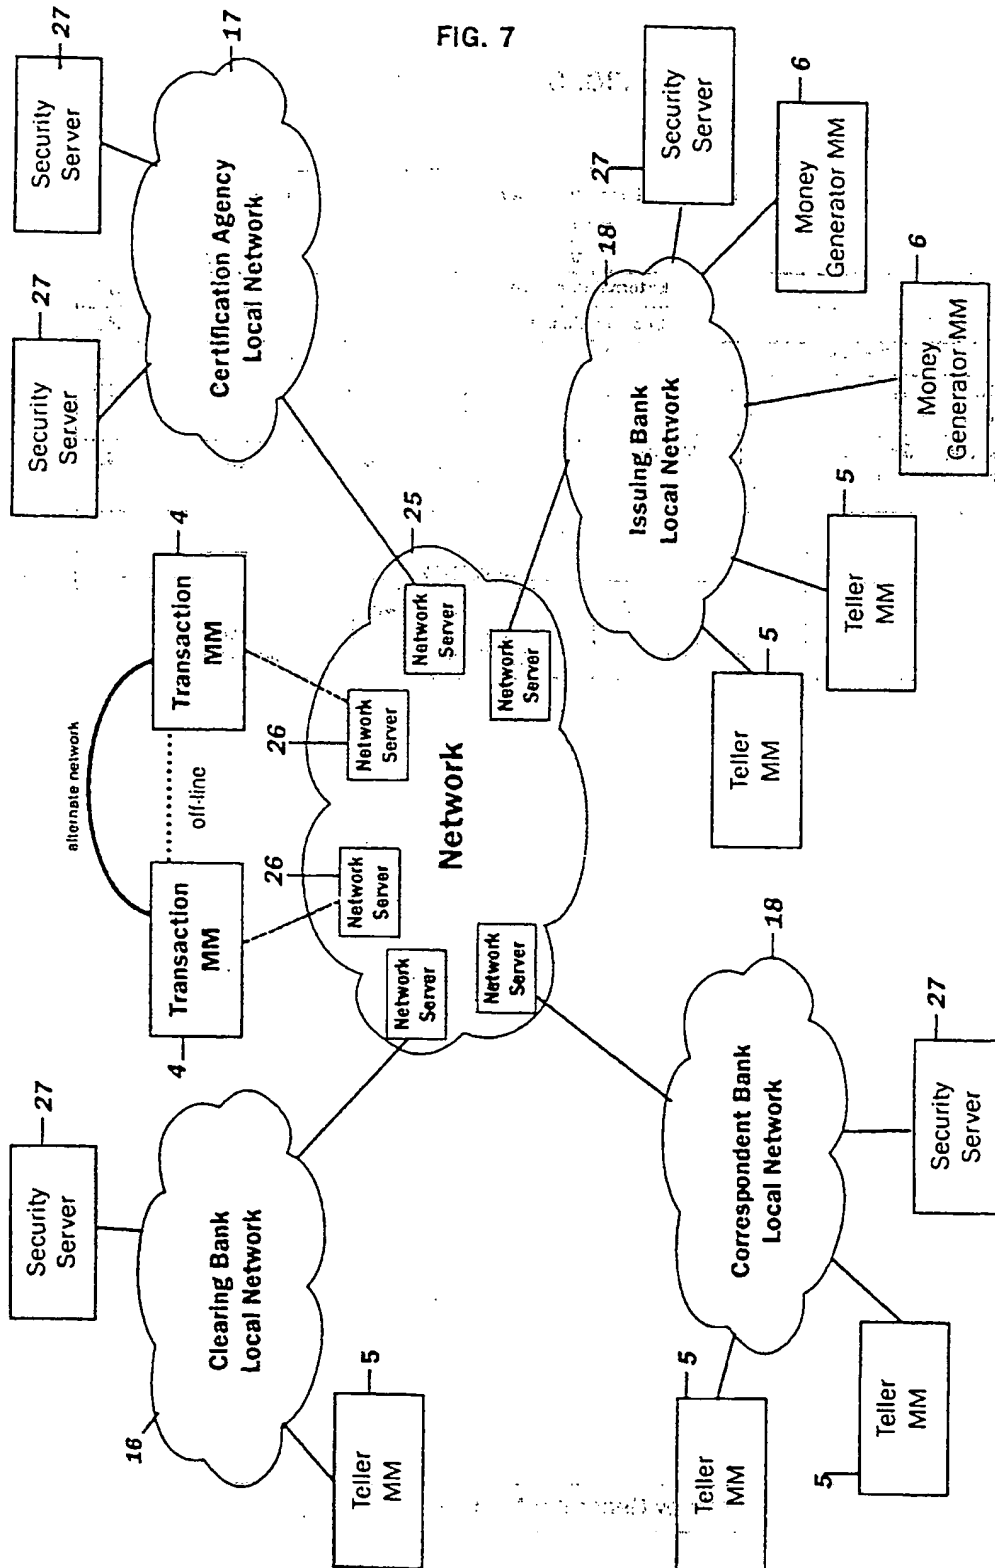 FIG. 7
27
Security
Server
27
Security
Server
17
Certification Agency
Local Network
alternate network
4
Transaction
MM
off-line
4
Transaction
MM
25
Network
26
Network
Server
26
Network
Server
Network
Server
Network
Server
Network
Server
Network
Server
27
Security
Server
16
Clearing Bank
Local Network
5
Teller
MM
18
Issuing Bank
Local Network
27
Security
Server
6
Money
Generator MM
6
Money
Generator MM
5
Teller
MM
5
Teller
MM
18
Correspondent Bank
Local Network
27
Security
Server
5
Teller
MM
5
Teller
MM